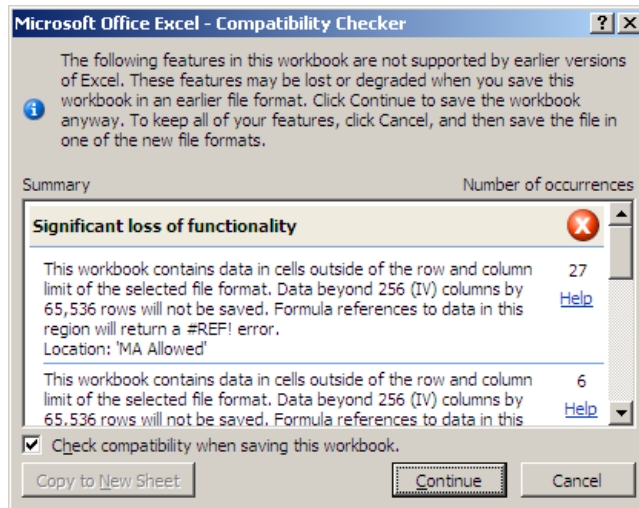 Microsoft Office Excel - Compatibility Checker
The following features in this workbook are not supported by earlier versions
of Excel. These features may be lost or degraded when you save this
workbook in an earlier file format. Click Continue to save the workbook
anyway. To keep all of your features, click Cancel, and then save the file in
one of the new file formats.
Summary Number of occurrences
Significant loss of functionality
This workbook contains data in cells outside of the row and column 27
limit of the selected file format. Data beyond 256 (IV) columns by Help
65,536 rows will not be saved. Formula references to data in this
region will return a #REF! error.
Location: 'MA Allowed'
This workbook contains data in cells outside of the row and column 6
limit of the selected file format. Data beyond 256 (IV) columns by Help
65,536 rows will not be saved. Formula references to data in this
Check compatibility when saving this workbook.
Copy to New Sheet Continue Cancel